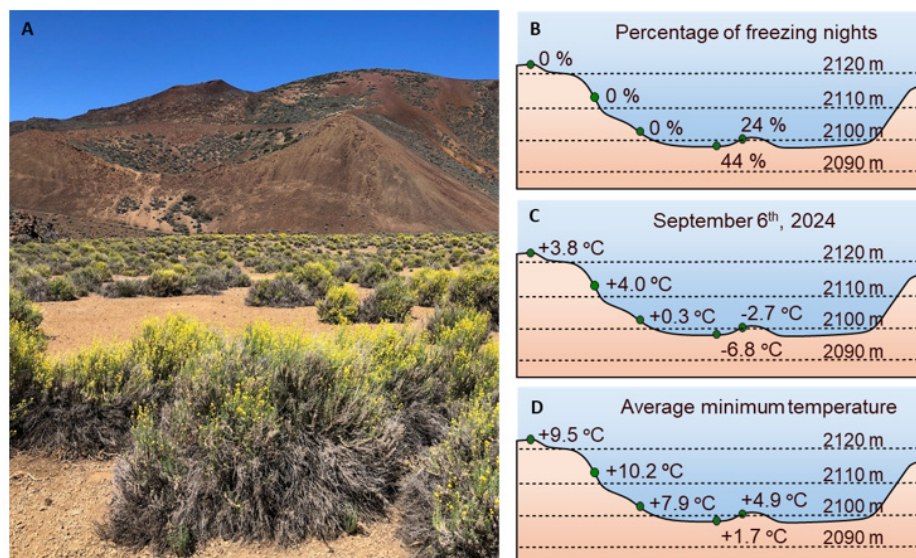 A
B
Percentage of freezing nights
0 %
2120 m
0 %
2110 m
0 %
24 %
2100 m
44 %
2090 m
C
September 6th, 2024
+3.8 ºC
2120 m
+4.0 ºC
2110 m
+0.3 ºC
-2.7 ºC
2100 m
-6.8 ºC
2090 m
D
Average minimum temperature
+9.5 ºC
2120 m
+10.2 ºC
2110 m
+7.9 ºC
+4.9 ºC
2100 m
+1.7 ºC
2090 m